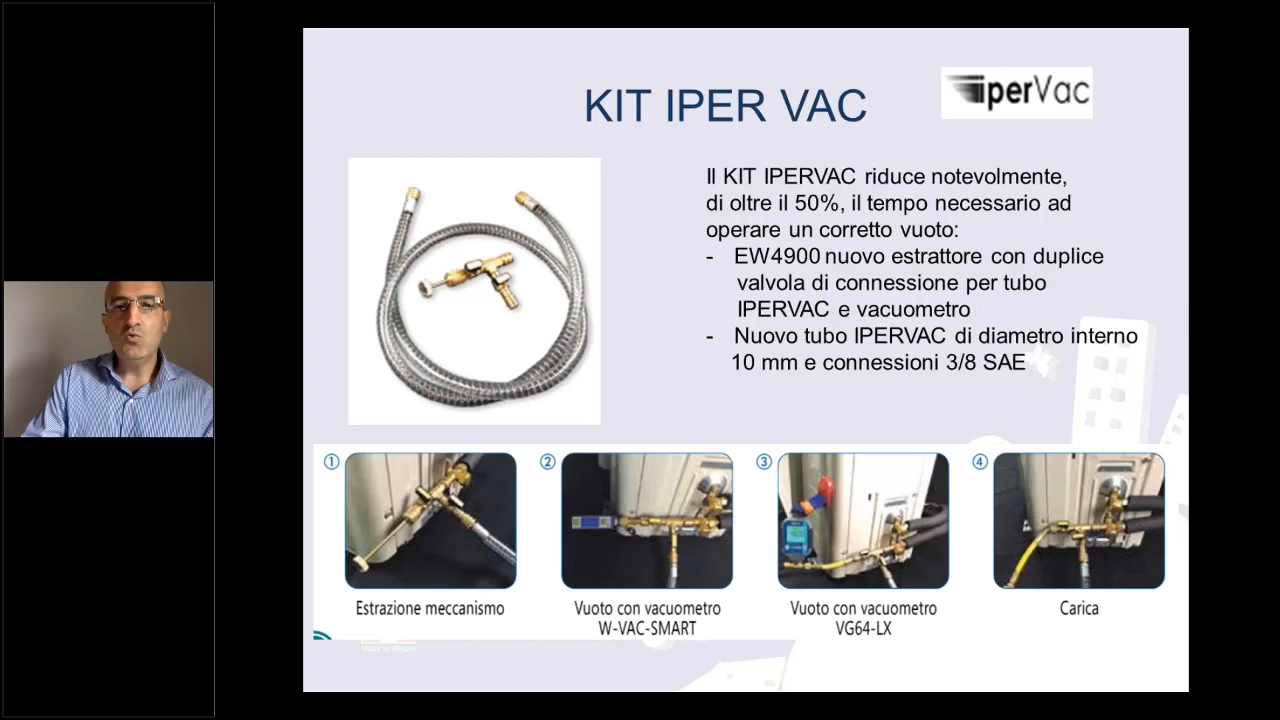 KIT IPER VAC
iperVac
Il KIT IPERVAC riduce notevolmente,
di oltre il 50%, il tempo necessario ad
operare un corretto vuoto:
- EW4900 nuovo estrattore con duplice
valvola di connessione per tubo
IPERVAC e vacuometro
- Nuovo tubo IPERVAC di diametro interno
10 mm e connessioni 3/8 SAE
1
2
3
4
Estrazione meccanismo
Vuoto con vacuometro
W-VAC-SMART
Vuoto con vacuometro
VG64-LX
Carica